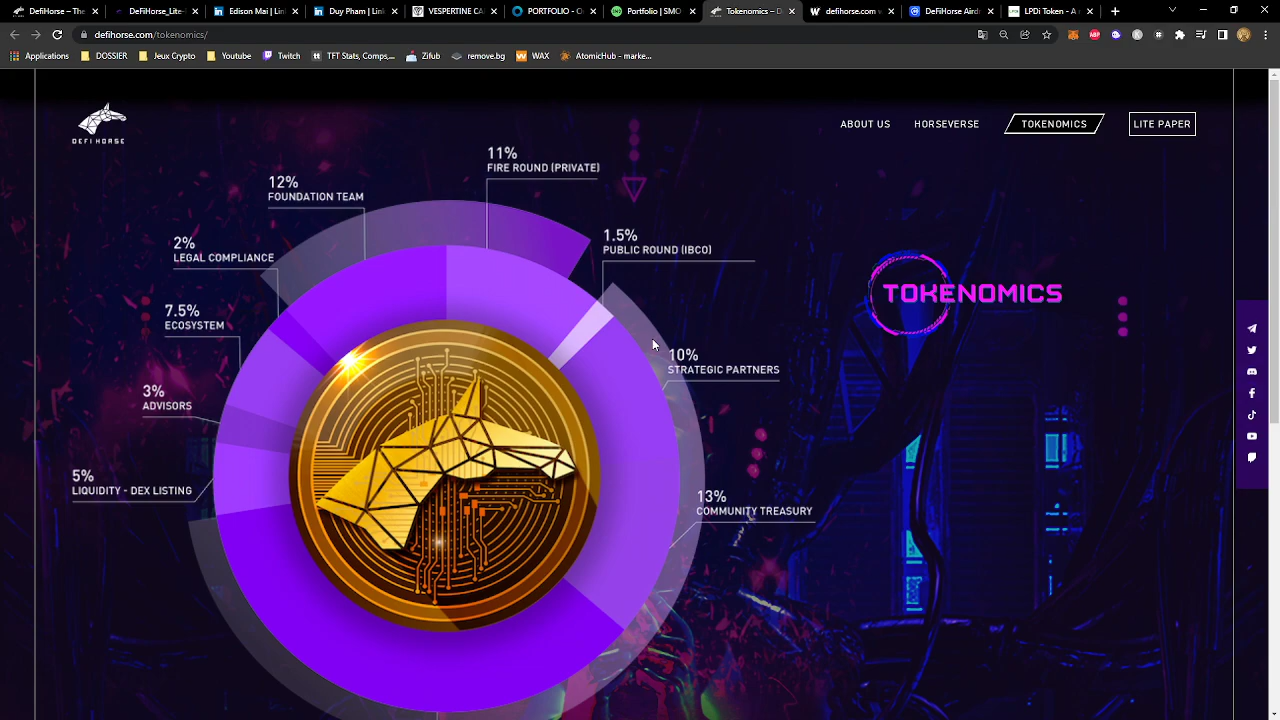 DeFiHorse – The
DeFiHorse_Lite-
Edison Mai | Lin
Duy Pham | Link
VESPERTINE CA
PORTFOLIO – O
Portfolio | SMO
Tokenomics – D
defihorse.com v
DeFiHorse Airdr
LPDI Token – A
defihorse.com/tokenomics/
Applications
DOSSIER
Jeux Crypto
Youtube
Twitch
TFT Stats, Comps,...
Zifub
remove.bg
WAX
AtomicHub – marke...
DEFI HORSE
ABOUT US
HORSEVERSE
TOKENOMICS
LITE PAPER
11%
FIRE ROUND (PRIVATE)
12%
FOUNDATION TEAM
1.5%
PUBLIC ROUND (IBCO)
2%
LEGAL COMPLIANCE
TOKENOMICS
7.5%
ECOSYSTEM
10%
STRATEGIC PARTNERS
3%
ADVISORS
5%
LIQUIDITY - DEX LISTING
13%
COMMUNITY TREASURY